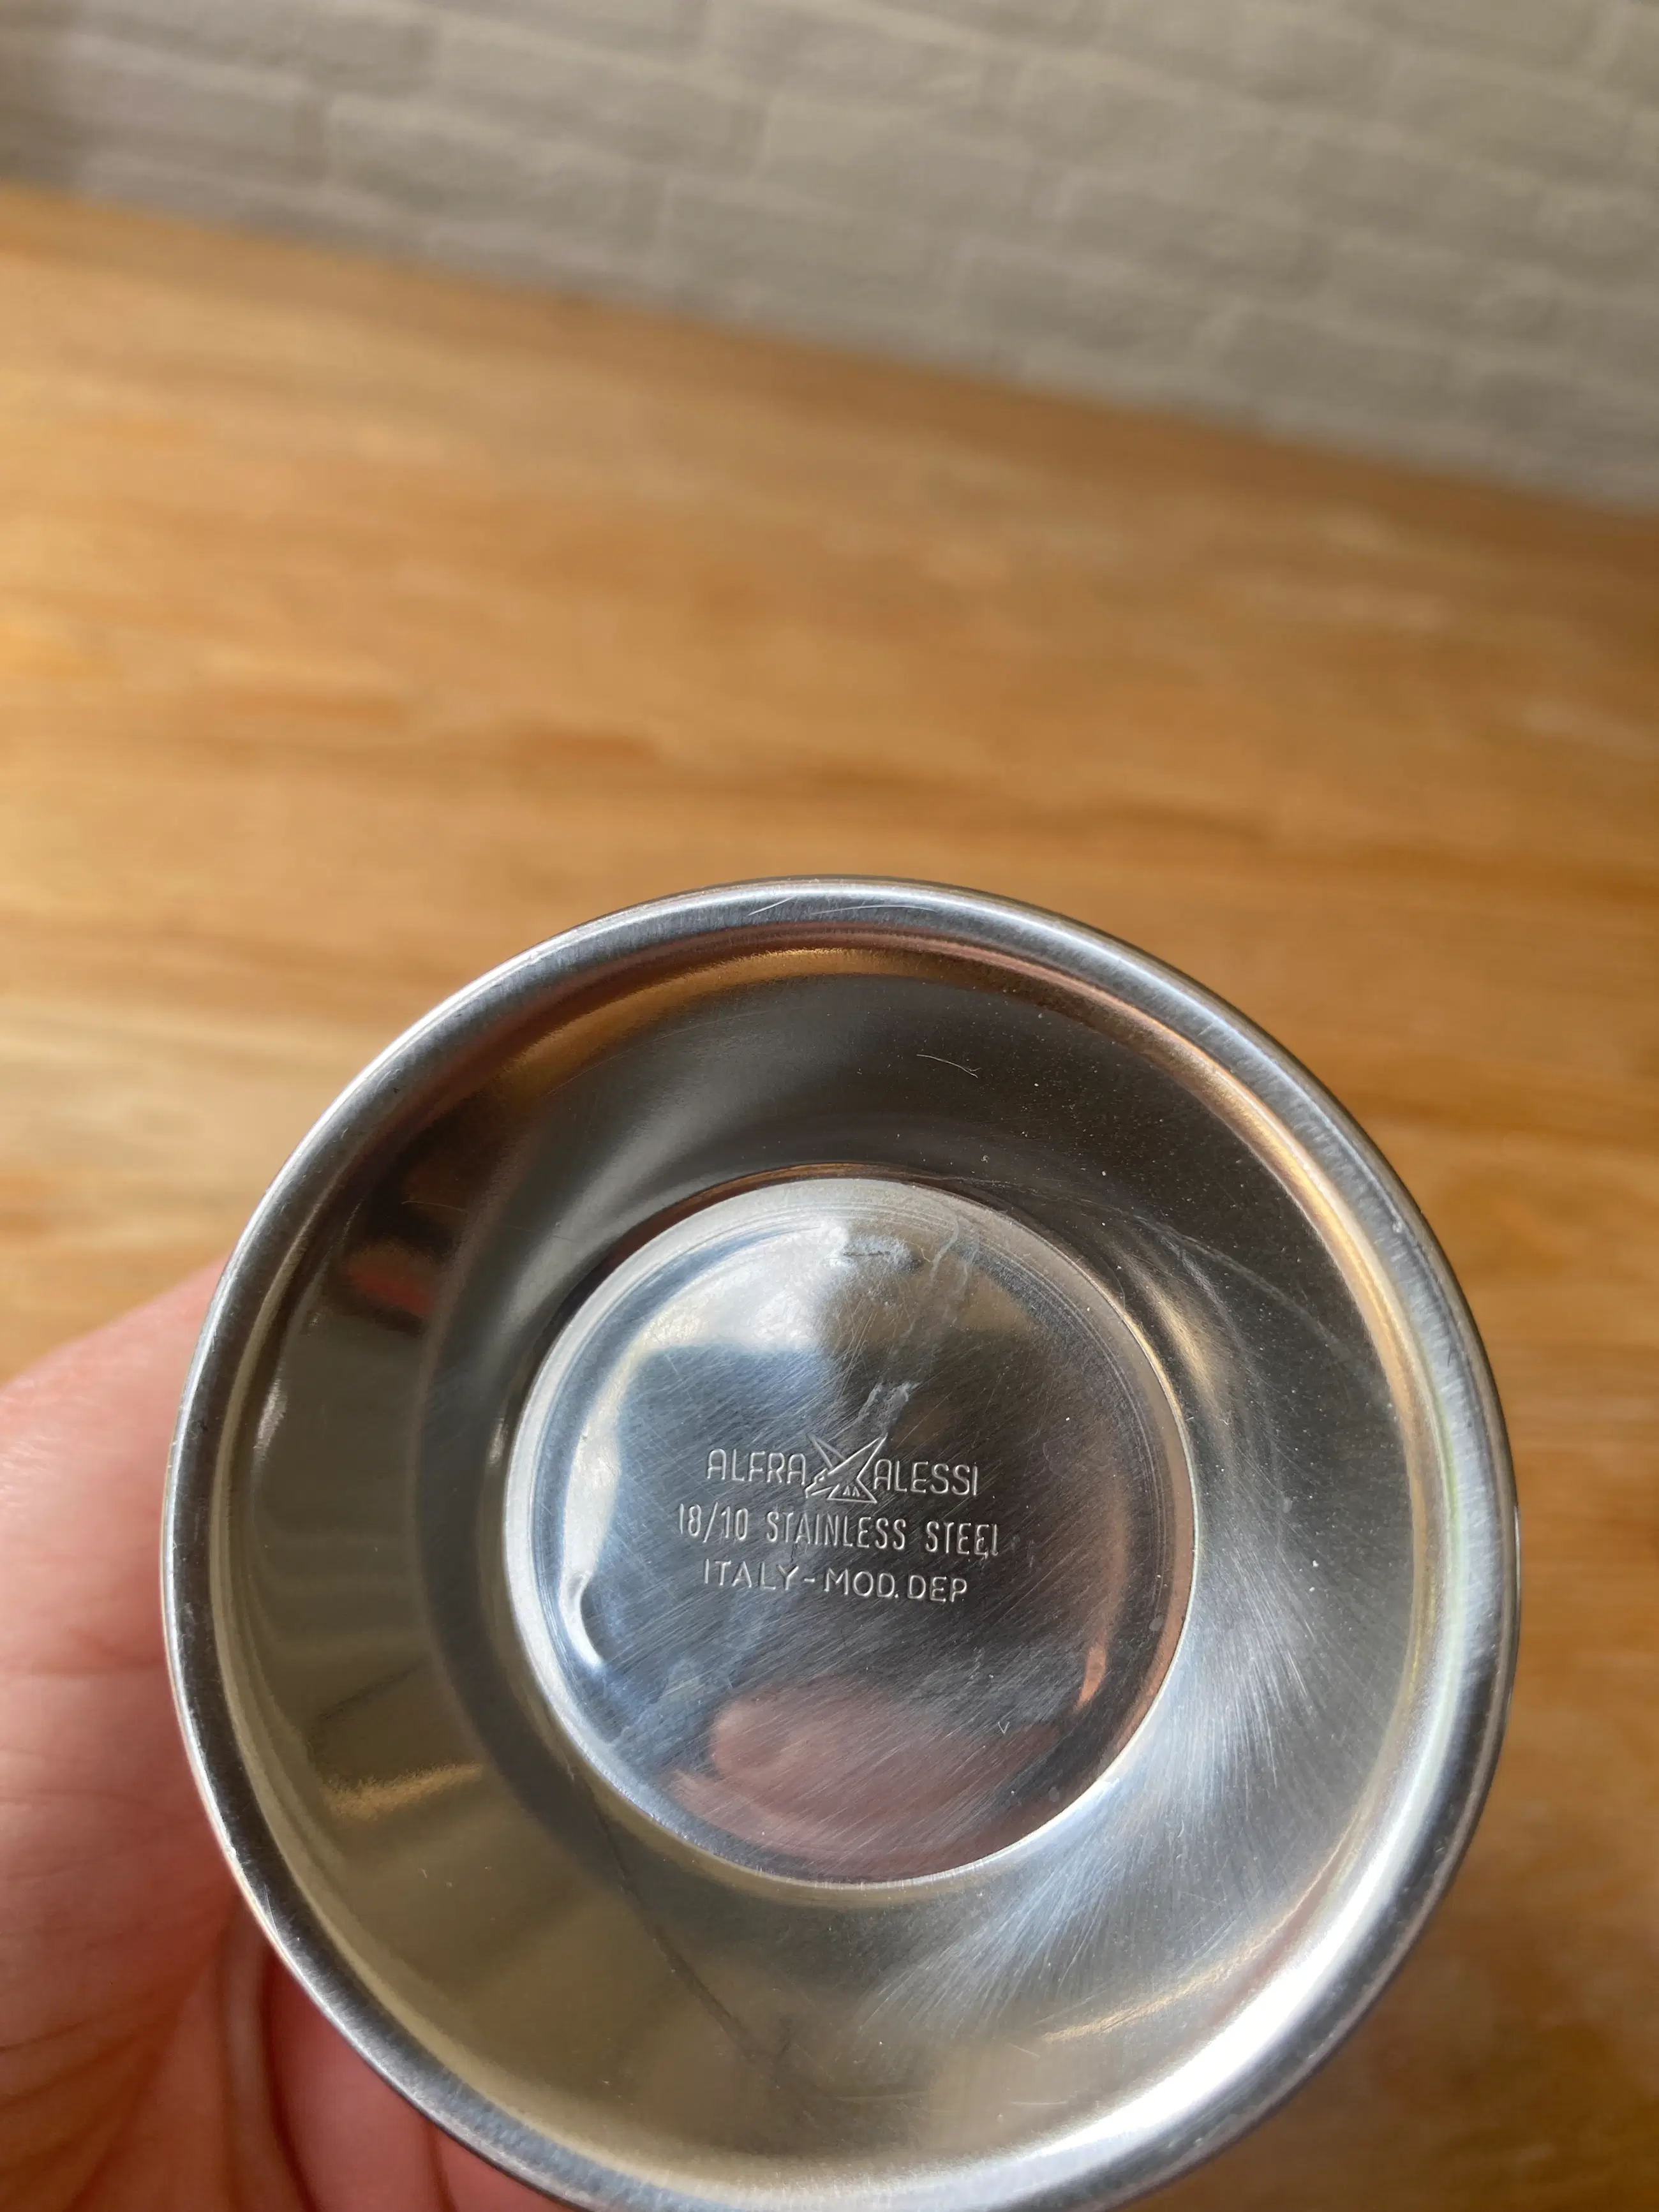 ALFRA ALESSI
18/10 STAINLESS STEEL
ITALY-MOD.DEP